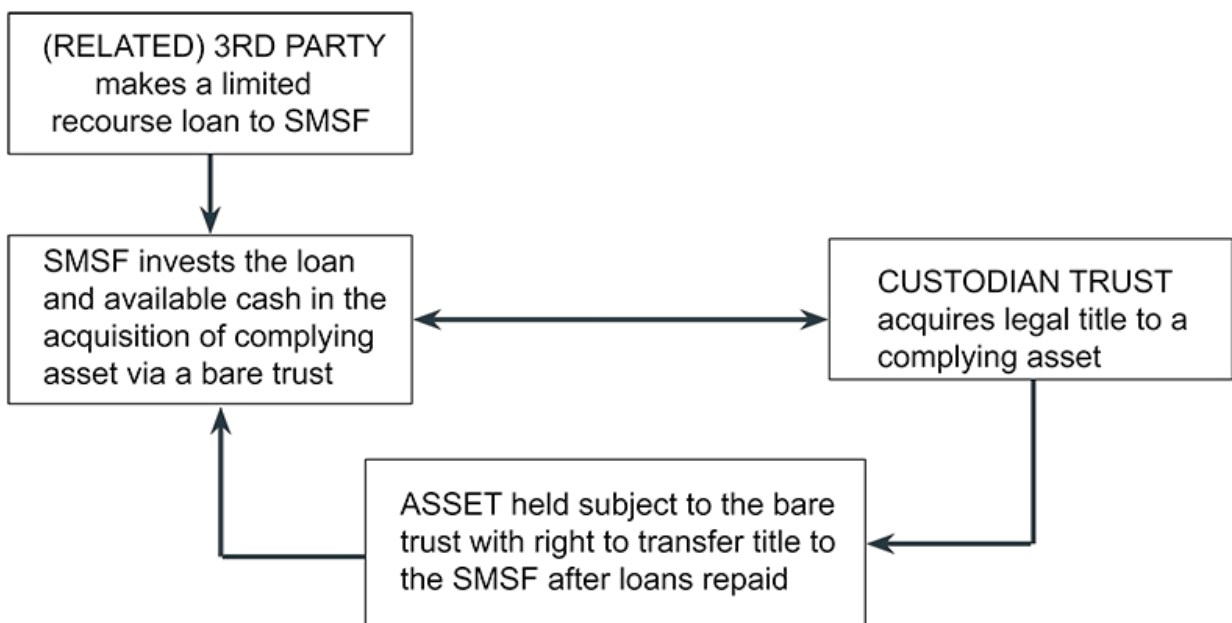 (RELATED) 3RD PARTY
makes a limited
recourse loan to SMSF
SMSF invests the loan
and available cash in the
acquisition of complying
asset via a bare trust
CUSTODIAN TRUST
acquires legal title to a
complying asset
ASSET held subject to the bare
trust with right to transfer title to
the SMSF after loans repaid